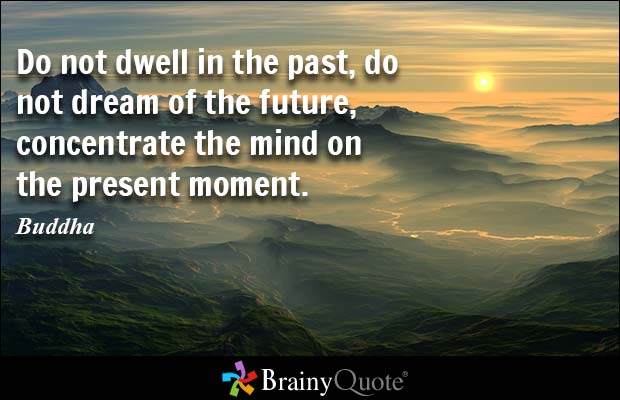 Do not dwell in the past, do
not dream of the future,
concentrate the mind on
the present moment.
Buddha
BrainyQuote®